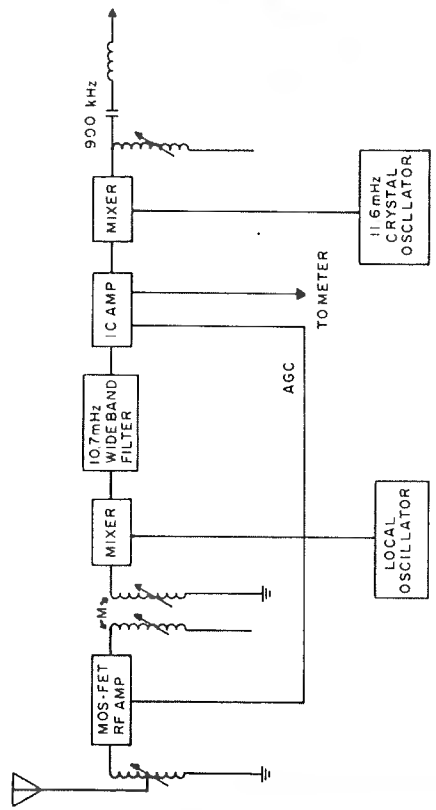 MOS-FET
RF AMP
M
MIXER
10.7mHz
WIDE BAND
FILTER
IC AMP
MIXER
900 kHz
AGC
TO METER
LOCAL
OSCILLATOR
11.6mHz
CRYSTAL
OSCLLATOR